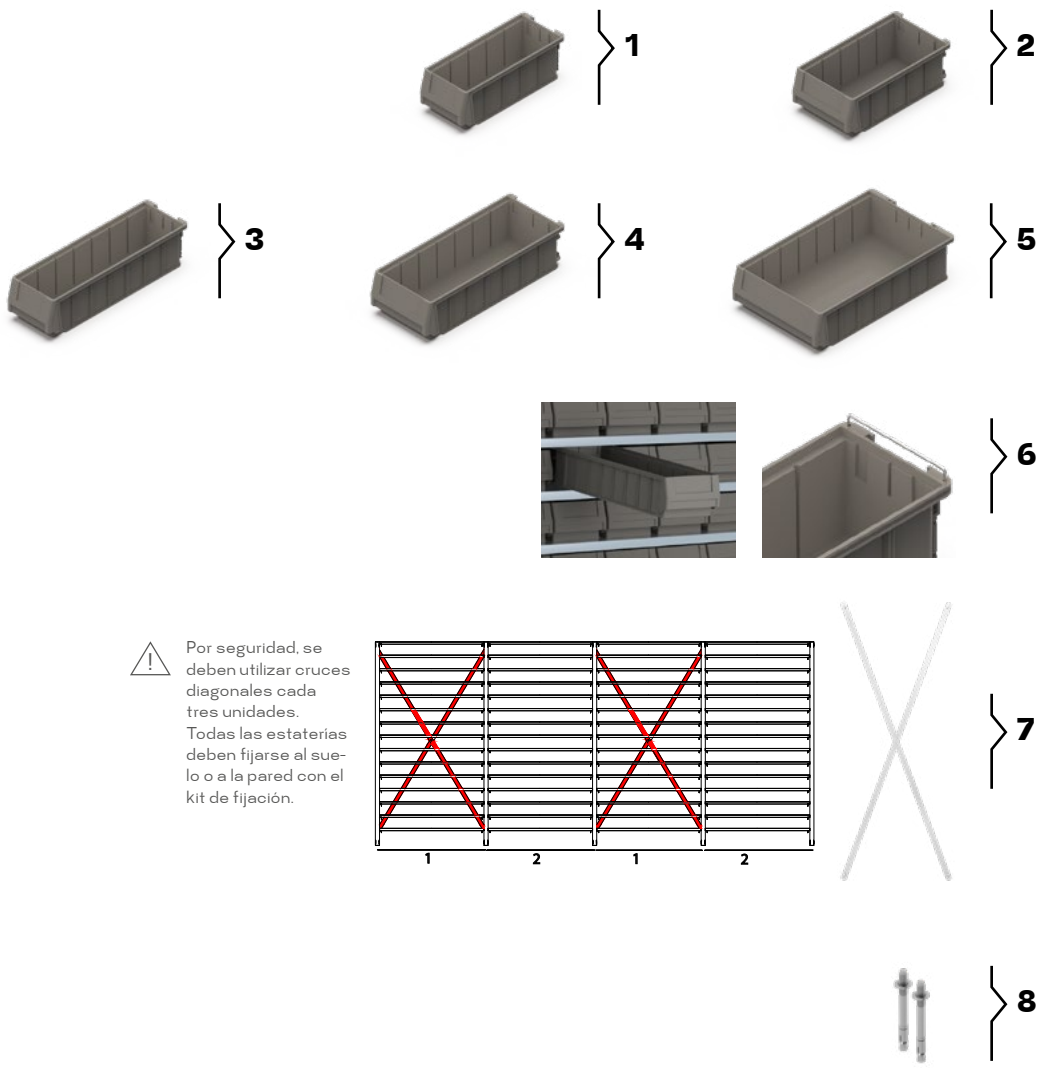 1
2
3
4
5
6
Por seguridad, se
deben utilizar cruces
diagonales cada
tres unidades.
Todas las estaterias
deben fijarse al sue-
lo o a la pared con el
kit de fijación.
1 2 1 2
7
8